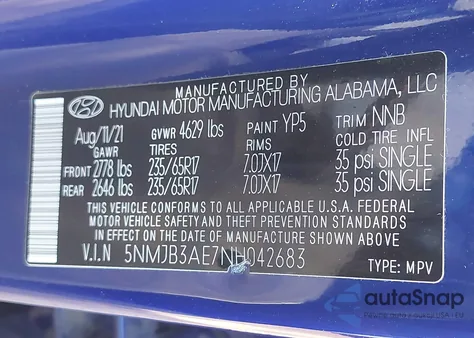 MANUFACTURED BY
HYUNDAI MOTOR MANUFACTURING ALABAMA, LLC
Aug/11/21 GVWR 4629 lbs PAINT YP5 TRIM NNB
GAWR TIRES RIMS COLD TIRE INFL
FRONT 2778 lbs 235/65R17 7.0JX17 35 psi SINGLE
REAR 2646 lbs 235/65R17 7.0JX17 35 psi SINGLE
THIS VEHICLE CONFORMS TO ALL APPLICABLE U.S.A. FEDERAL
MOTOR VEHICLE SAFETY AND THEFT PREVENTION STANDARDS
IN EFFECT ON THE DATE OF MANUFACTURE SHOWN ABOVE.
V.I.N 5NMJB3AE7NH042683 TYPE: MPV
autoSnap